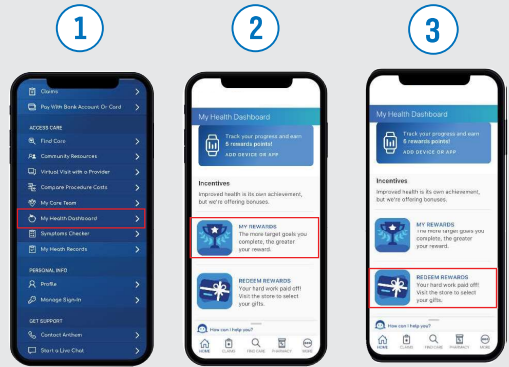 1
Claims
Pay With Bank Account Or Card
ACCESS CARE
Find Care
Community Resources
Virtual Visit with a Provider
Compare Procedure Costs
My Care Team
My Health Dashboard
Symptoms Checker
My Heath Records
PERSONAL INFO
Profile
Manage Sign-In
GET SUPPORT
Contact Anthem
Start a Live Chat
2
My Health Dashboard
Track your progress and earn
5 rewards points!
ADD DEVICE OR APP
Incentives
Improved health is its own achievement,
but we're offering bonuses.
MY REWARDS
The more target goals you
complete, the greater
your reward.
REDEEM REWARDS
Your hard work paid off!
Visit the store to select
your gifts.
How can I help you?
HOME
CLAIMS
FIND CARE
PHARMACY
MORE
3
My Health Dashboard
Track your progress and earn
5 rewards points!
ADD DEVICE OR APP
Incentives
Improved health is its own achievement,
but we're offering bonuses.
MY REWARDS
The more target goals you
complete, the greater
your reward.
REDEEM REWARDS
Your hard work paid off!
Visit the store to select
your gifts.
How can I help you?
HOME
CLAIMS
FIND CARE
PHARMACY
MORE